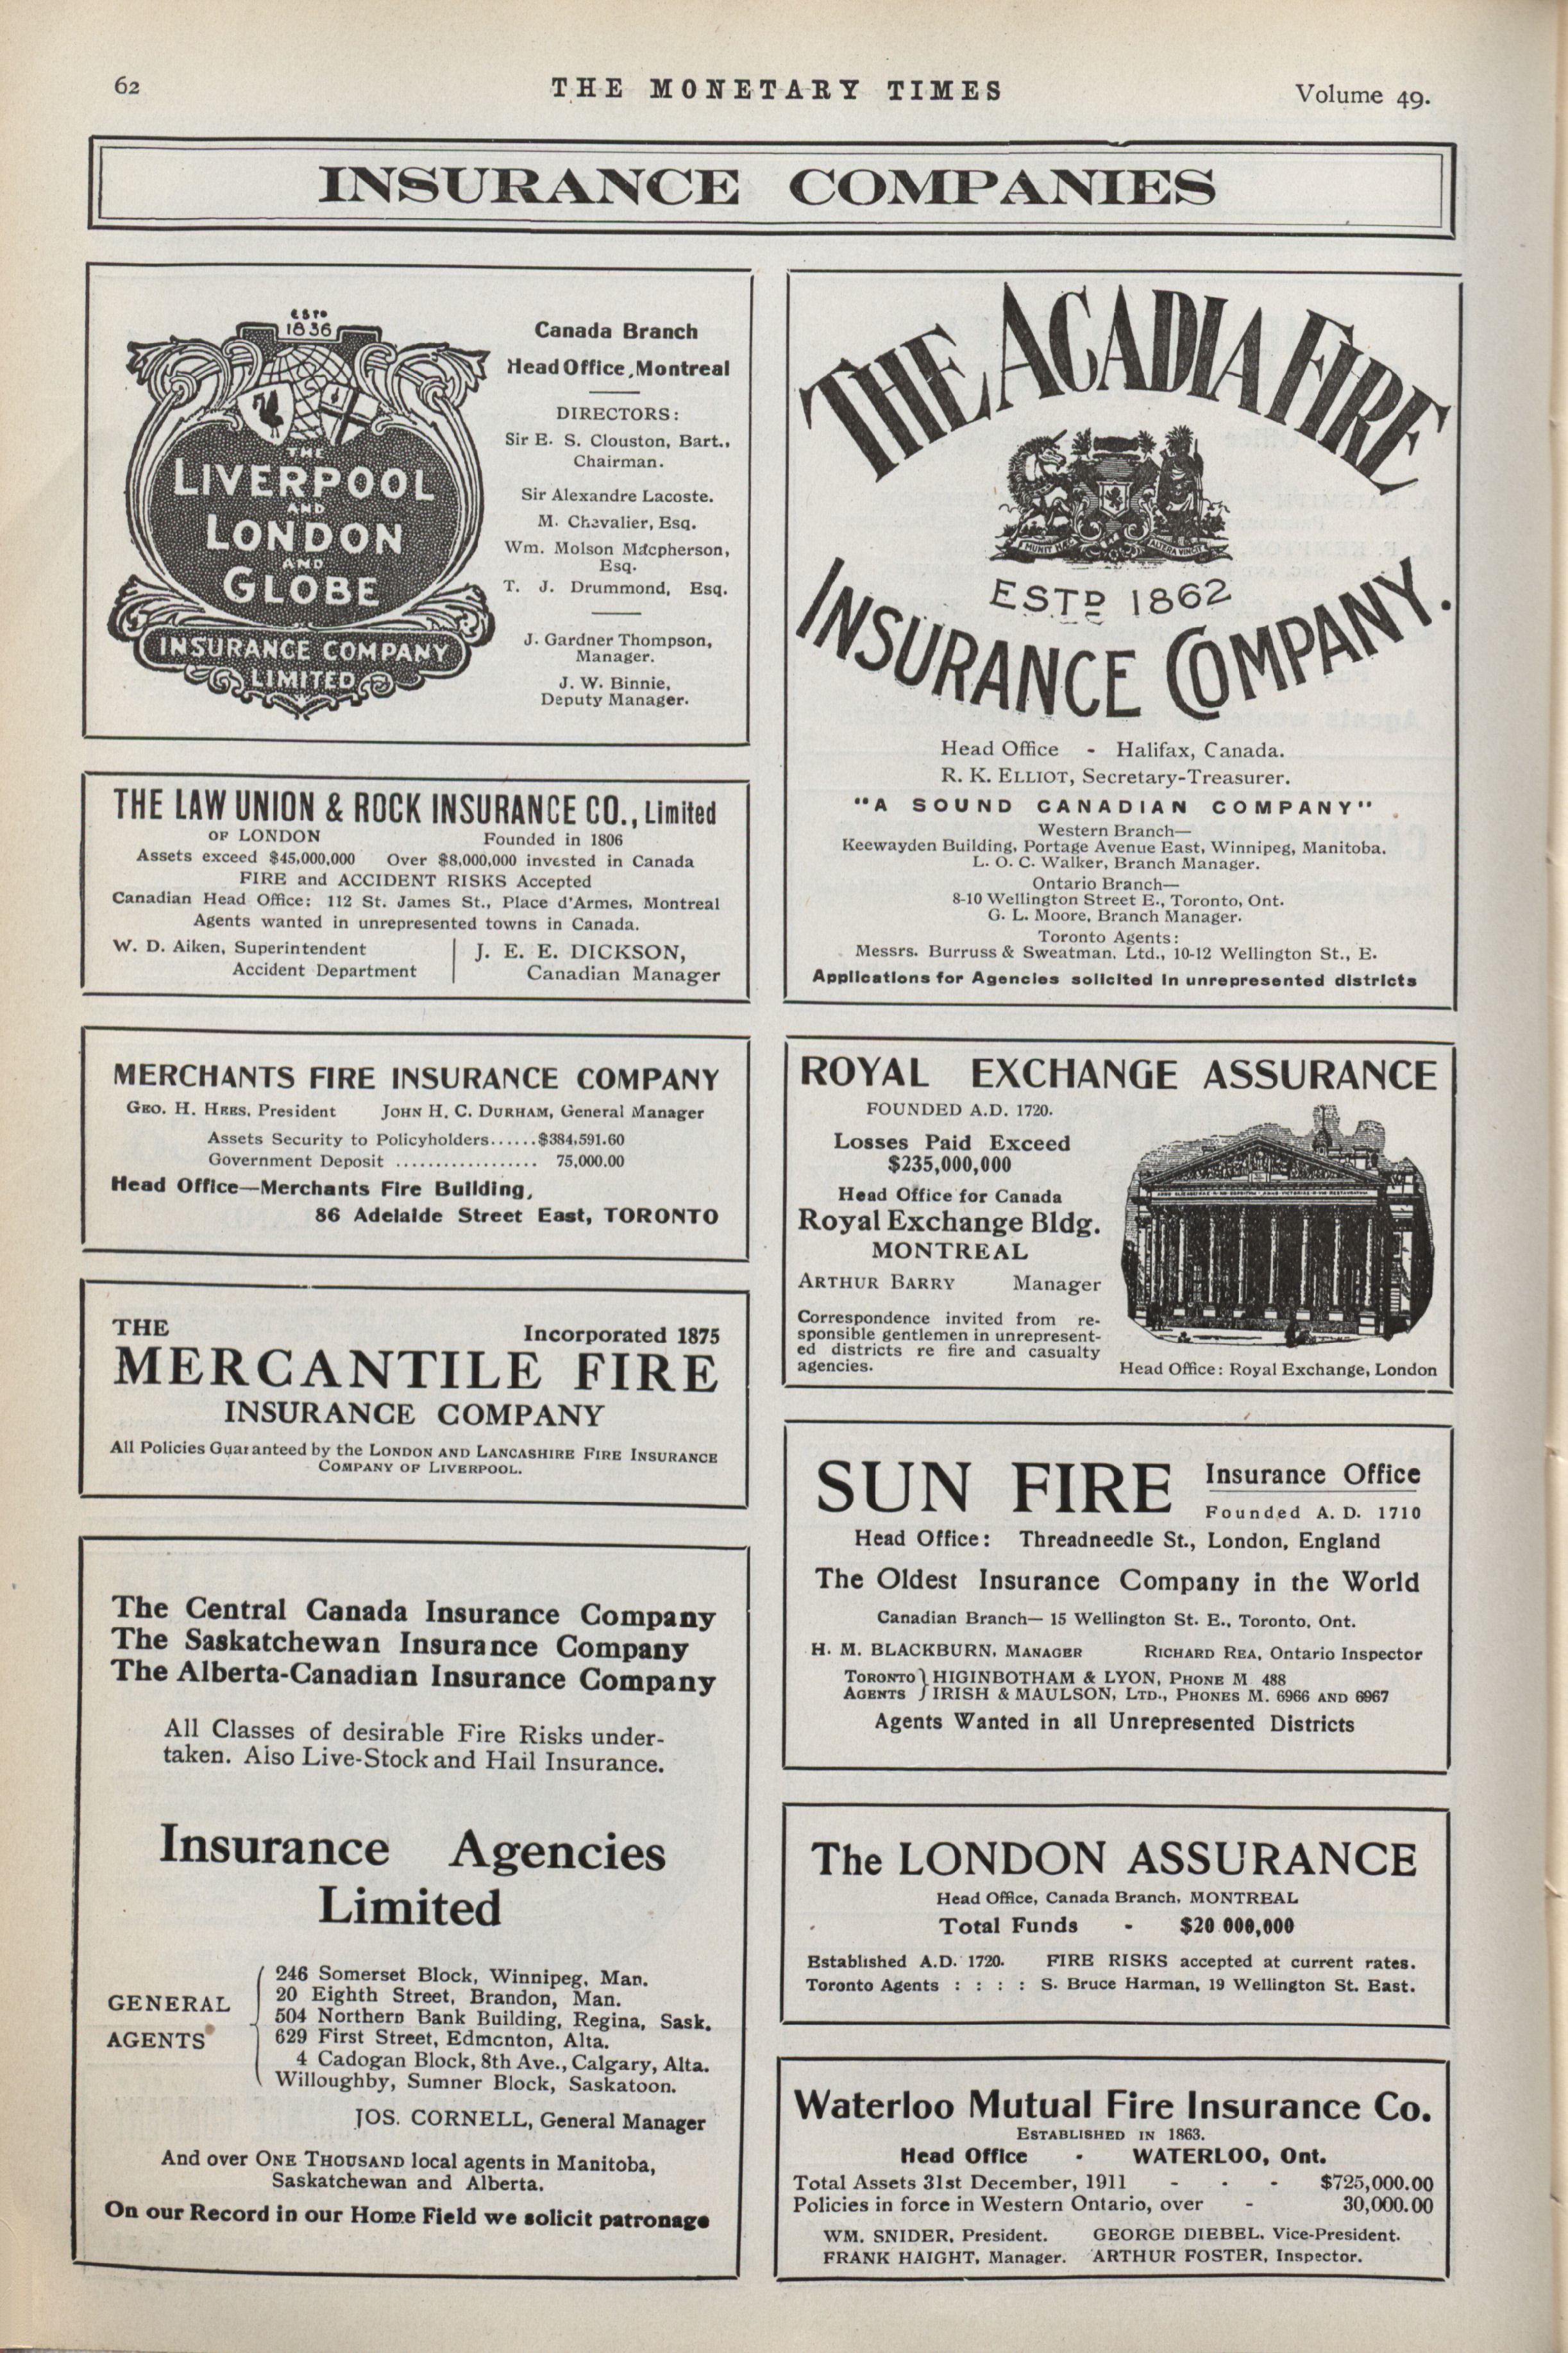 62
THE MONETARY TIMES
Volume 49.
INSURANCE COMPANIES
ESTD
1836
THE
LIVERPOOL
AND
LONDON
AND
GLOBE
INSURANCE COMPANY
LIMITED
Canada Branch
Head Office, Montreal
DIRECTORS:
Sir E. S. Clouston, Bart.,
Chairman.
Sir Alexandre Lacoste.
M. Chevalier, Esq.
Wm. Molson Macpherson,
Esq.
T. J. Drummond, Esq.
J. Gardner Thompson,
Manager.
J. W. Binnie,
Deputy Manager.
THE LAW UNION & ROCK INSURANCE CO., Limited
OF LONDON Founded in 1806
Assets exceed $45,000,000 Over $8,000,000 invested in Canada
FIRE and ACCIDENT RISKS Accepted
Canadian Head Office: 112 St. James St., Place d'Armes, Montreal
Agents wanted in unrepresented towns in Canada.
W. D. Aiken, Superintendent
Accident Department
J. E. E. DICKSON,
Canadian Manager
MERCHANTS FIRE INSURANCE COMPANY
GEO. H. HEES, President JOHN H. C. DURHAM, General Manager
Assets Security to Policyholders......$384,591.60
Government Deposit .................. 75,000.00
Head Office—Merchants Fire Building,
86 Adelaide Street East, TORONTO
THE Incorporated 1875
MERCANTILE FIRE
INSURANCE COMPANY
All Policies Guaranteed by the LONDON AND LANCASHIRE FIRE INSURANCE
COMPANY OF LIVERPOOL.
The Central Canada Insurance Company
The Saskatchewan Insurance Company
The Alberta-Canadian Insurance Company
All Classes of desirable Fire Risks under-
taken. Also Live-Stock and Hail Insurance.
Insurance Agencies
Limited
GENERAL
AGENTS
246 Somerset Block, Winnipeg, Man.
20 Eighth Street, Brandon, Man.
504 Northern Bank Building, Regina, Sask.
629 First Street, Edmonton, Alta.
4 Cadogan Block, 8th Ave., Calgary, Alta.
Willoughby, Sumner Block, Saskatoon.
JOS. CORNELL, General Manager
And over ONE THOUSAND local agents in Manitoba,
Saskatchewan and Alberta.
On our Record in our Home Field we solicit patronage
THE ACADIA FIRE
MUNIT HÆC ALTERA VINCIT
ESTD 1862
INSURANCE COMPANY.
Head Office - Halifax, Canada.
R. K. ELLIOT, Secretary-Treasurer.
"A SOUND CANADIAN COMPANY"
Western Branch—
Keewayden Building, Portage Avenue East, Winnipeg, Manitoba.
L. O. C. Walker, Branch Manager.
Ontario Branch—
8-10 Wellington Street E., Toronto, Ont.
G. L. Moore, Branch Manager.
Toronto Agents:
Messrs. Burruss & Sweatman, Ltd., 10-12 Wellington St., E.
Applications for Agencies solicited in unrepresented districts
ROYAL EXCHANGE ASSURANCE
FOUNDED A.D. 1720.
Losses Paid Exceed
$235,000,000
Head Office for Canada
Royal Exchange Bldg.
MONTREAL
ARTHUR BARRY Manager
Correspondence invited from re-
sponsible gentlemen in unrepresent-
ed districts re fire and casualty
agencies.
Head Office: Royal Exchange, London
SUN FIRE Insurance Office
Founded A. D. 1710
Head Office: Threadneedle St., London, England
The Oldest Insurance Company in the World
Canadian Branch— 15 Wellington St. E., Toronto, Ont.
H. M. BLACKBURN, MANAGER RICHARD REA, Ontario Inspector
TORONTO } HIGINBOTHAM & LYON, PHONE M 488
AGENTS } IRISH & MAULSON, LTD., PHONES M. 6966 AND 6967
Agents Wanted in all Unrepresented Districts
The LONDON ASSURANCE
Head Office, Canada Branch, MONTREAL
Total Funds - $20 000,000
Established A.D. 1720. FIRE RISKS accepted at current rates.
Toronto Agents : : : : S. Bruce Harman, 19 Wellington St. East.
Waterloo Mutual Fire Insurance Co.
ESTABLISHED IN 1863.
Head Office - WATERLOO, Ont.
Total Assets 31st December, 1911 - - - $725,000.00
Policies in force in Western Ontario, over - 30,000.00
WM. SNIDER, President. GEORGE DIEBEL, Vice-President.
FRANK HAIGHT, Manager. ARTHUR FOSTER, Inspector.